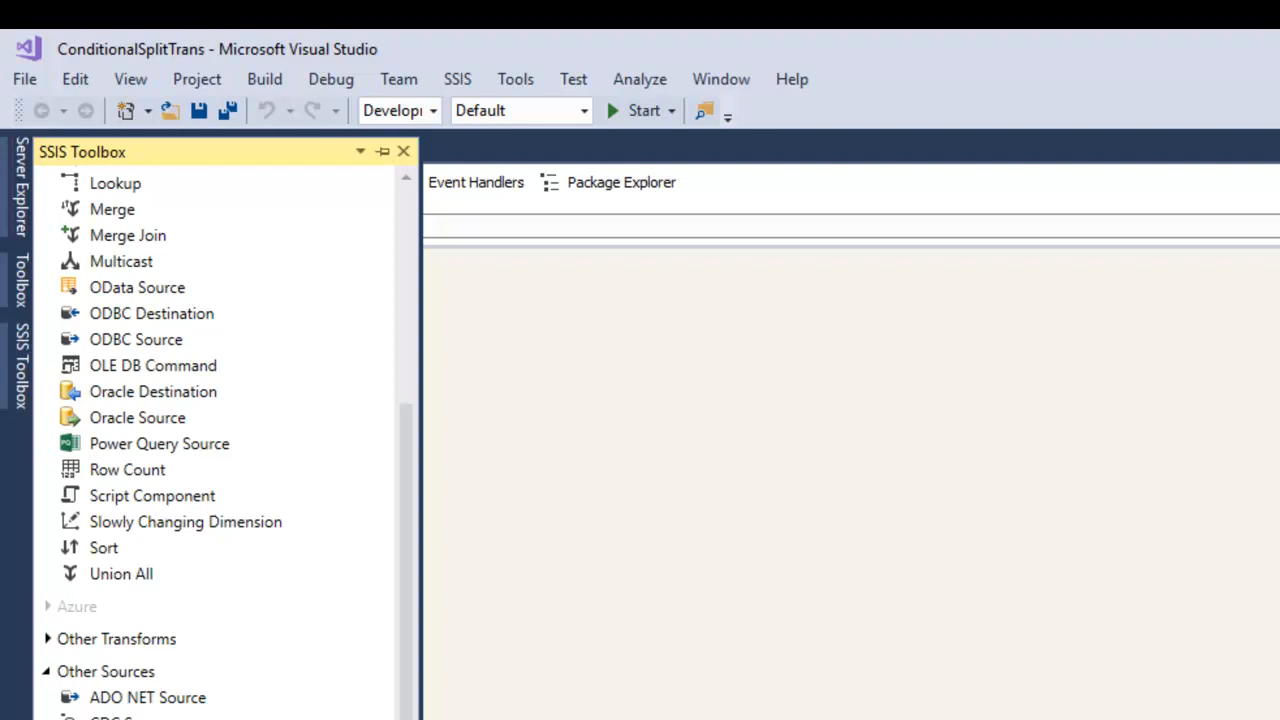 ConditionalSplitTrans - Microsoft Visual Studio
File Edit View Project Build Debug Team SSIS Tools Test Analyze Window Help
Develop Default Start
Server Explorer
Toolbox
SSIS Toolbox
SSIS Toolbox
Lookup
Merge
Merge Join
Multicast
OData Source
ODBC Destination
ODBC Source
OLE DB Command
Oracle Destination
Oracle Source
Power Query Source
Row Count
Script Component
Slowly Changing Dimension
Sort
Union All
Azure
Other Transforms
Other Sources
ADO NET Source
Event Handlers Package Explorer